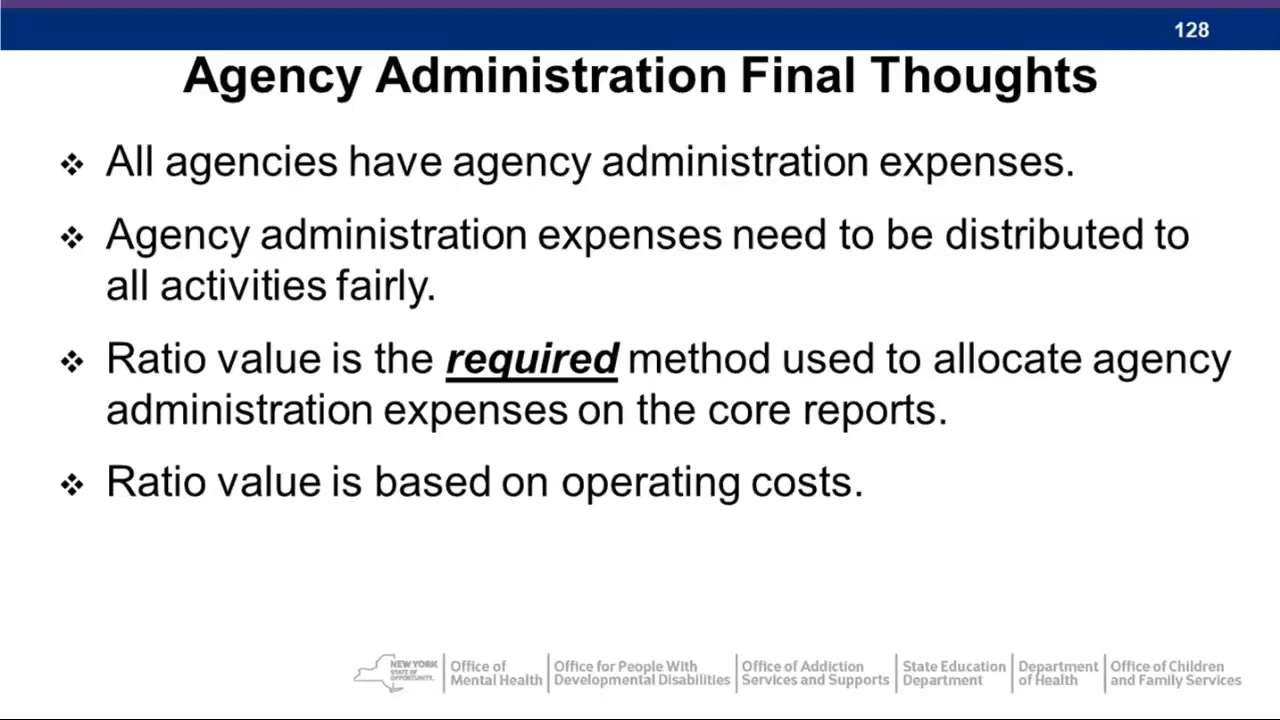 128
Agency Administration Final Thoughts
❖ All agencies have agency administration expenses.
❖ Agency administration expenses need to be distributed to
all activities fairly.
❖ Ratio value is the required method used to allocate agency
administration expenses on the core reports.
❖ Ratio value is based on operating costs.
NEW YORK
STATE OF
OPPORTUNITY.
Office of
Mental Health
Office for People With
Developmental Disabilities
Office of Addiction
Services and Supports
State Education
Department
Department
of Health
Office of Children
and Family Services